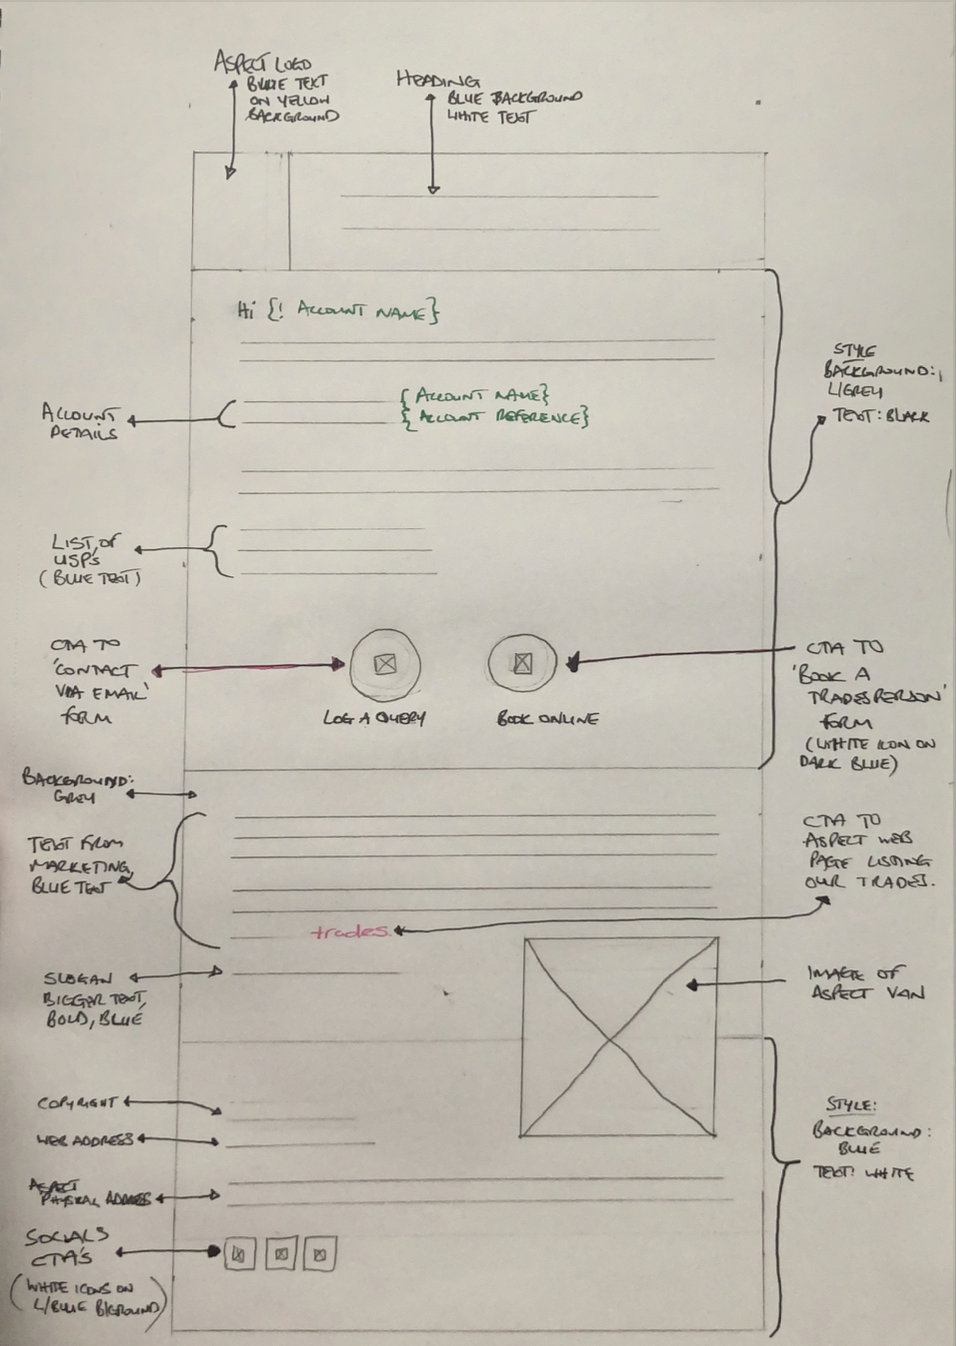 ASPECT LOGO
BLUE TEXT
ON YELLOW
BACKGROUND
HEADING
BLUE BACKGROUND
WHITE TEXT
Hi {! ACCOUNT NAME}
{ACCOUNT NAME}
{ACCOUNT REFERENCE}
ACCOUNT
DETAILS
STYLE
BACKGROUND:
L/GREY
TEXT: BLACK
LIST OF
USP'S
(BLUE TEXT)
CTA TO
'CONTACT
VIA EMAIL'
FORM
LOG A QUERY
BOOK ONLINE
CTA TO
'BOOK A
TRADESPERSON'
FORM
(WHITE ICON ON
DARK BLUE)
BACKGROUND:
GREY
TEXT FROM
MARKETING,
BLUE TEXT
trades.
CTA TO
ASPECT WEB
PAGE LISTING
OUR TRADES.
SLOGAN
BIGGER TEXT,
BOLD, BLUE
IMAGE OF
ASPECT VAN
COPYRIGHT
WEB ADDRESS
ASPECT
PHYSICAL ADDRESS
STYLE:
BACKGROUND:
BLUE
TEXT: WHITE
SOCIALS
CTA'S
(WHITE ICONS ON
L/BLUE B/GROUND)